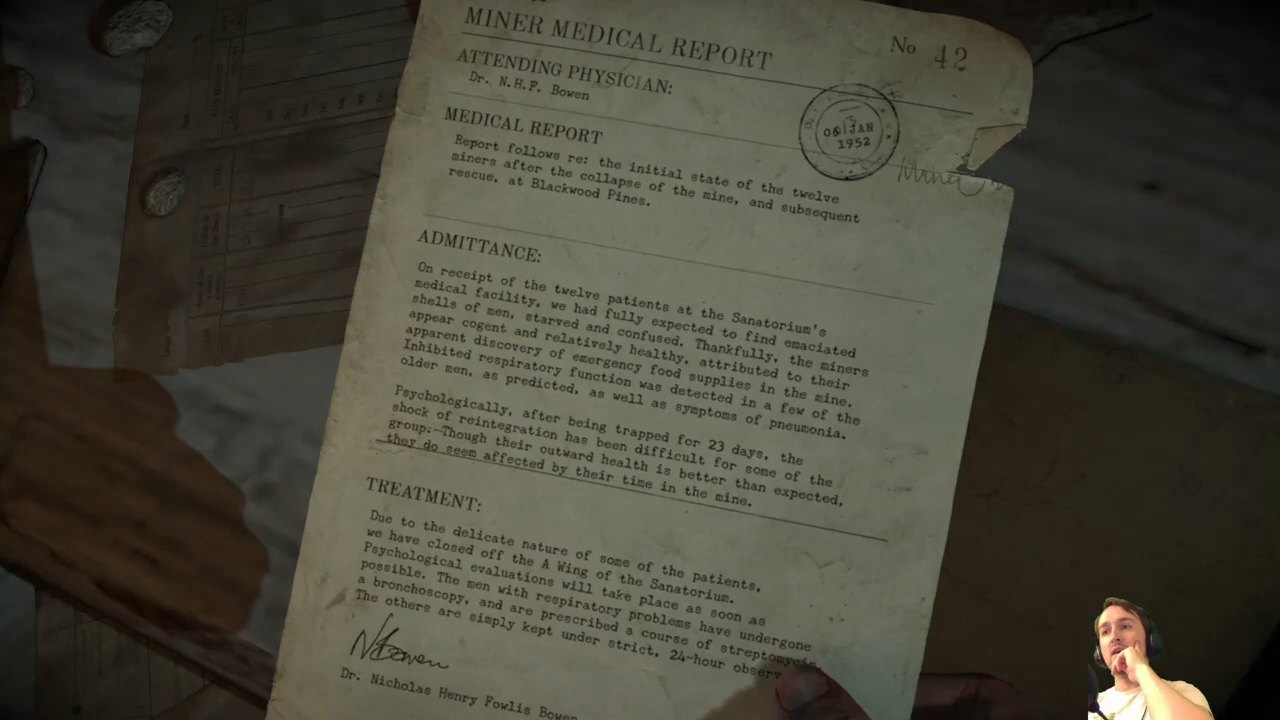 MINER MEDICAL REPORT
No 42
ATTENDING PHYSICIAN:
Dr. N.H.F. Bowen
06 JAN
1952
MEDICAL REPORT
Report follows re: the initial state of the twelve
miners after the collapse of the mine, and subsequent
rescue, at Blackwood Pines.
ADMITTANCE:
On receipt of the twelve patients at the Sanatorium's
medical facility, we had fully expected to find emaciated
shells of men, starved and confused. Thankfully, the miners
appear cogent and relatively healthy, attributed to their
apparent discovery of emergency food supplies in the mine.
Inhibited respiratory function was detected in a few of the
older men, as predicted, as well as symptoms of pneumonia.
Psychologically, after being trapped for 23 days, the
shock of reintegration has been difficult for some of the
group.-Though their outward health is better than expected,
they do seem affected by their time in the mine.
TREATMENT:
Due to the delicate nature of some of the patients,
we have closed off the A Wing of the Sanatorium.
Psychological evaluations will take place as soon as
possible. The men with respiratory problems have undergone
a bronchoscopy, and are prescribed a course of streptomycin.
The others are simply kept under strict, 24-hour observ
NBowen
Dr. Nicholas Henry Fowlis Bowen